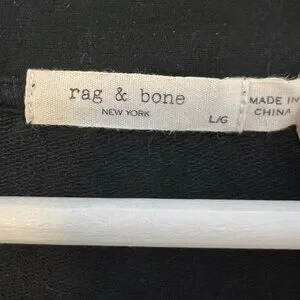 rag & bone
NEW YORK
L/G
MADE IN
CHINA